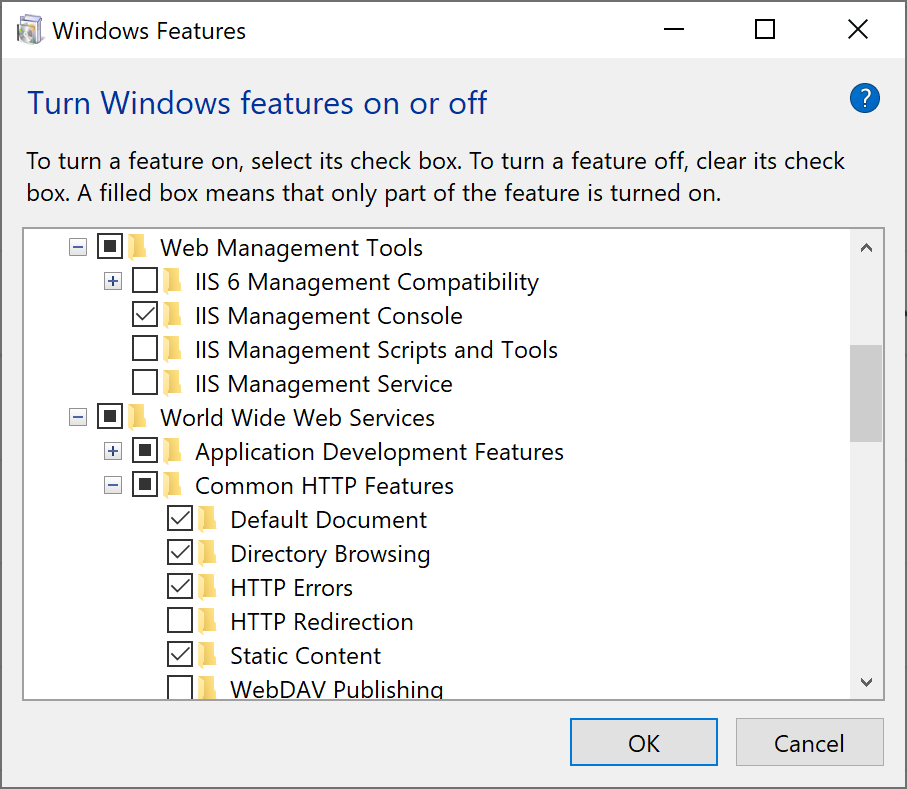 Windows Features
Turn Windows features on or off
?
To turn a feature on, select its check box. To turn a feature off, clear its check
box. A filled box means that only part of the feature is turned on.
Web Management Tools
IIS 6 Management Compatibility
IIS Management Console
IIS Management Scripts and Tools
IIS Management Service
World Wide Web Services
Application Development Features
Common HTTP Features
Default Document
Directory Browsing
HTTP Errors
HTTP Redirection
Static Content
WebDAV Publishing
OK Cancel